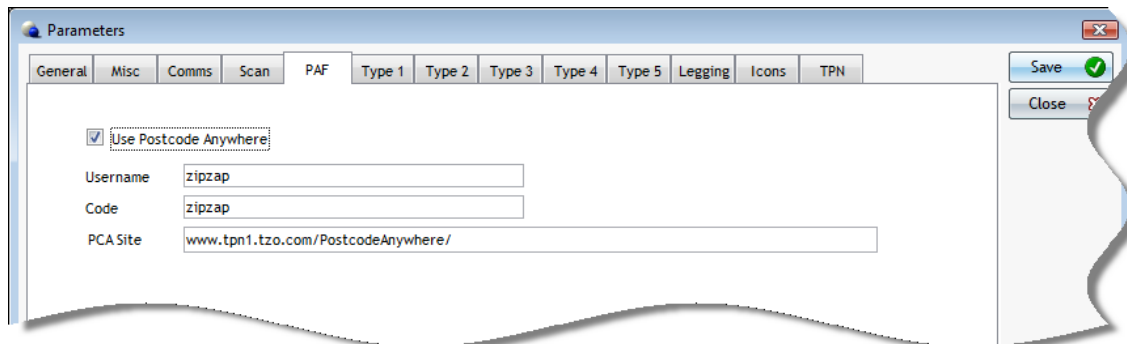 Parameters
General Misc Comms Scan PAF Type 1 Type 2 Type 3 Type 4 Type 5 Legging Icons TPN
Save
Close
Use Postcode Anywhere
Username zipzap
Code zipzap
PCA Site www.tpn1.tzo.com/PostcodeAnywhere/